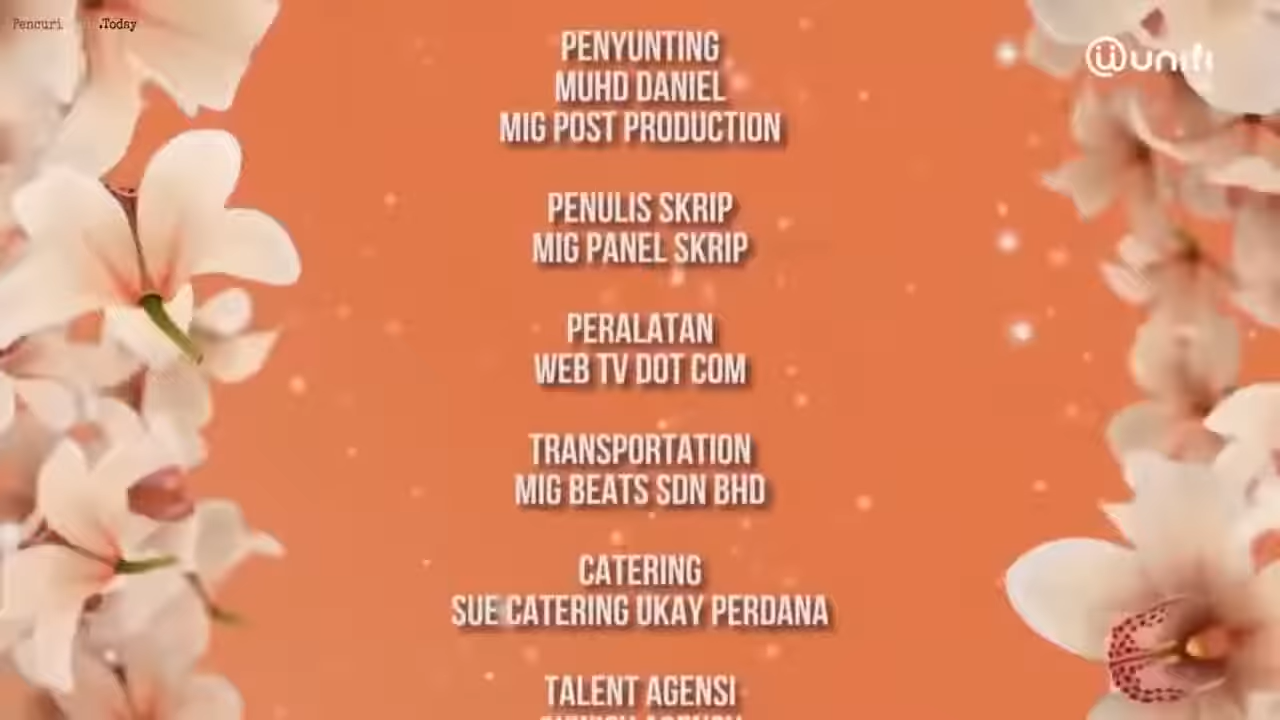 Pencuri .Today
unifi
PENYUNTING
MUHD DANIEL
MIG POST PRODUCTION
PENULIS SKRIP
MIG PANEL SKRIP
PERALATAN
WEB TV DOT COM
TRANSPORTATION
MIG BEATS SDN BHD
CATERING
SUE CATERING UKAY PERDANA
TALENT AGENSI